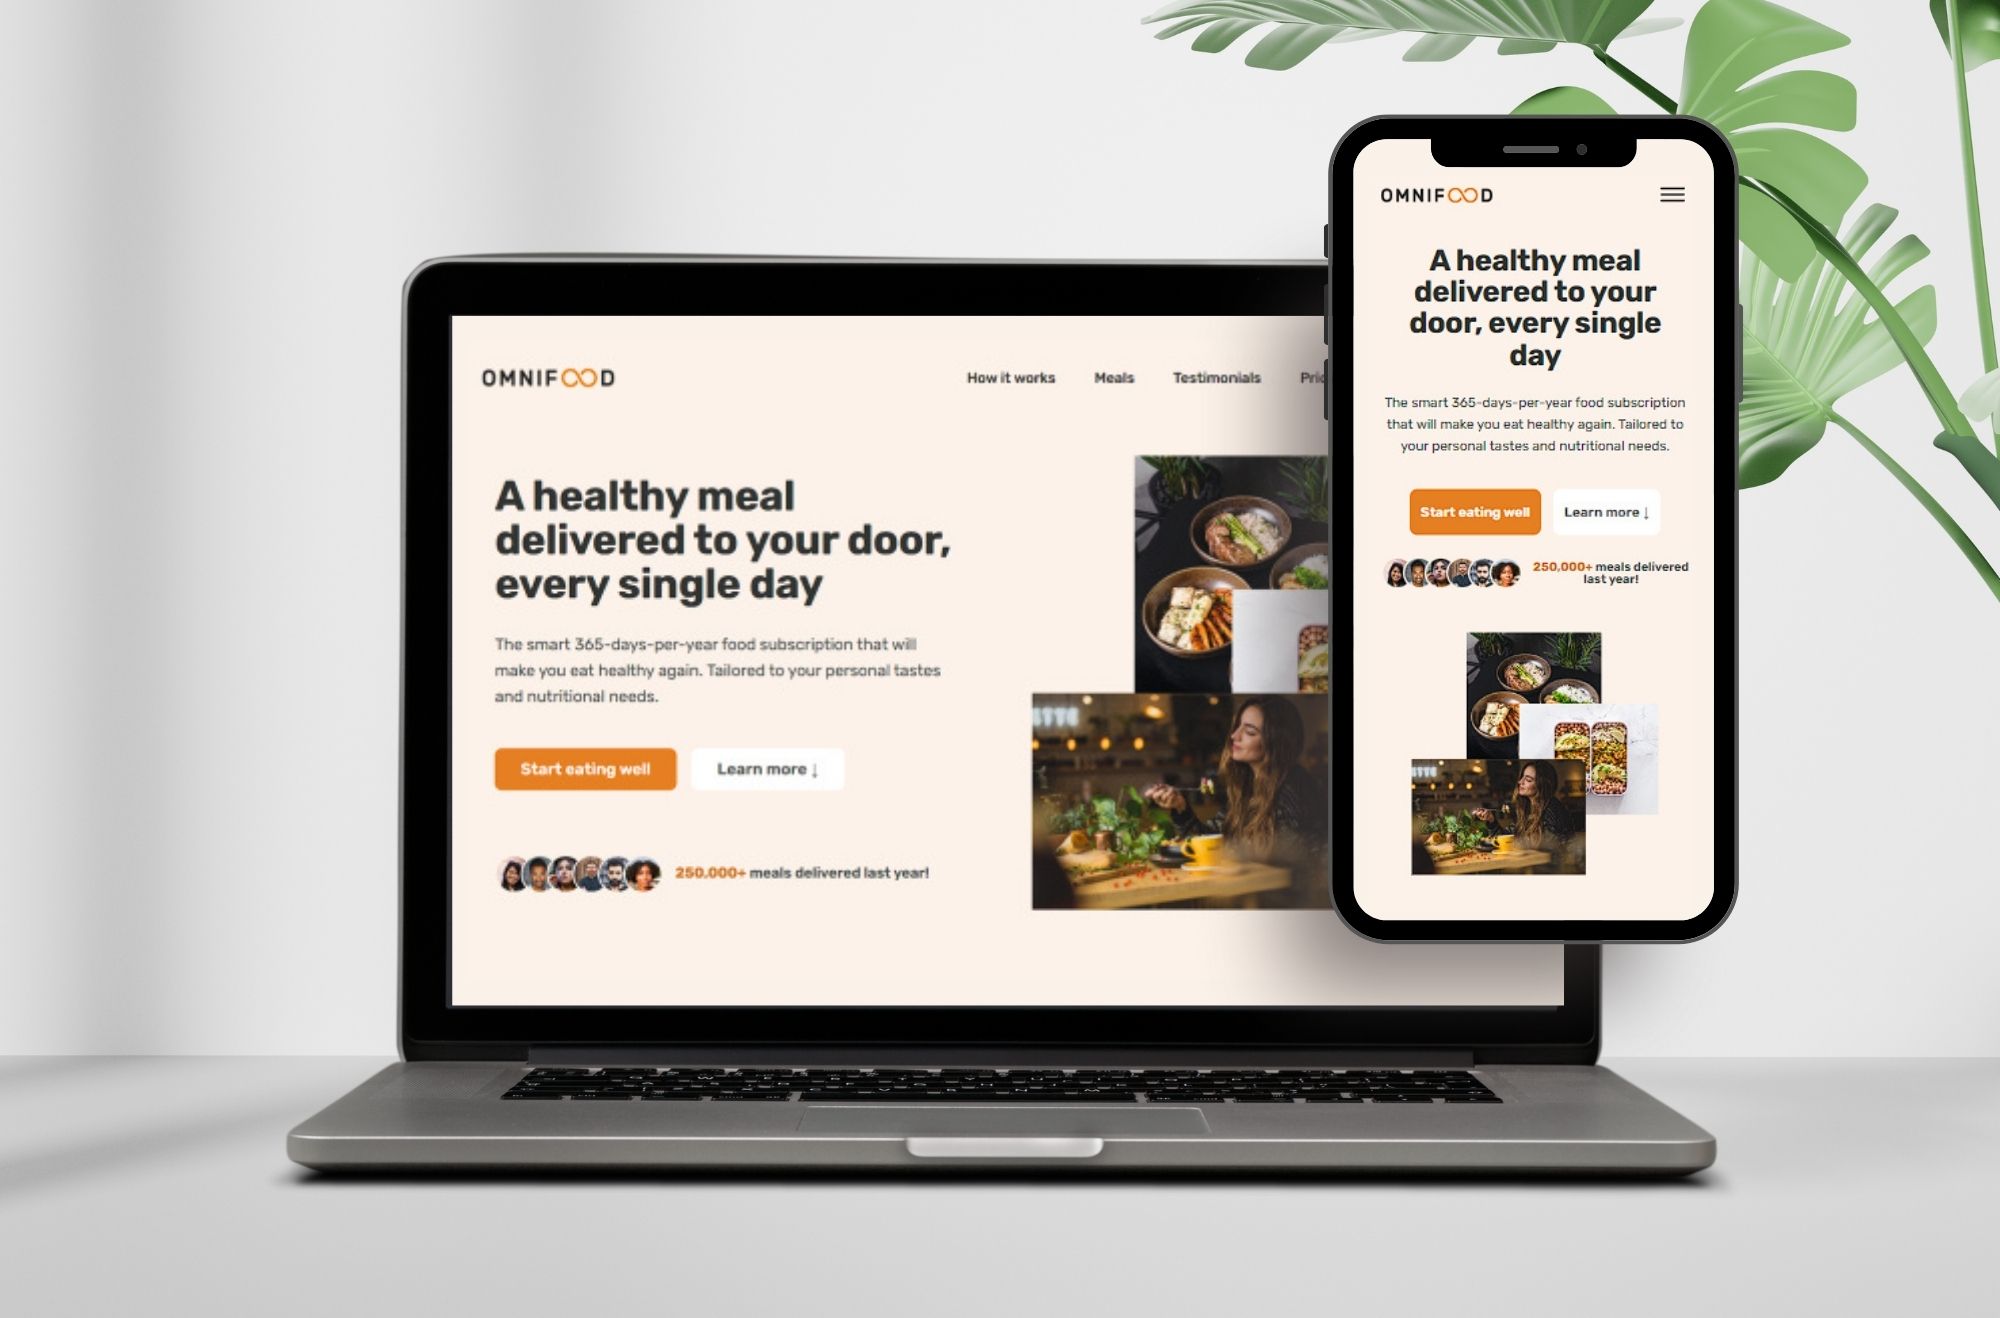 OMNIFOOD
How it works
Meals
Testimonials
A healthy meal
delivered to your door,
every single day
The smart 365-days-per-year food subscription that will
make you eat healthy again. Tailored to your personal tastes
and nutritional needs.
Start eating well
Learn more ↓
250,000+ meals delivered last year!
OMNIFOOD
A healthy meal
delivered to your
door, every single
day
The smart 365-days-per-year food subscription
that will make you eat healthy again. Tailored to
your personal tastes and nutritional needs.
Start eating well
Learn more ↓
250,000+ meals delivered
last year!